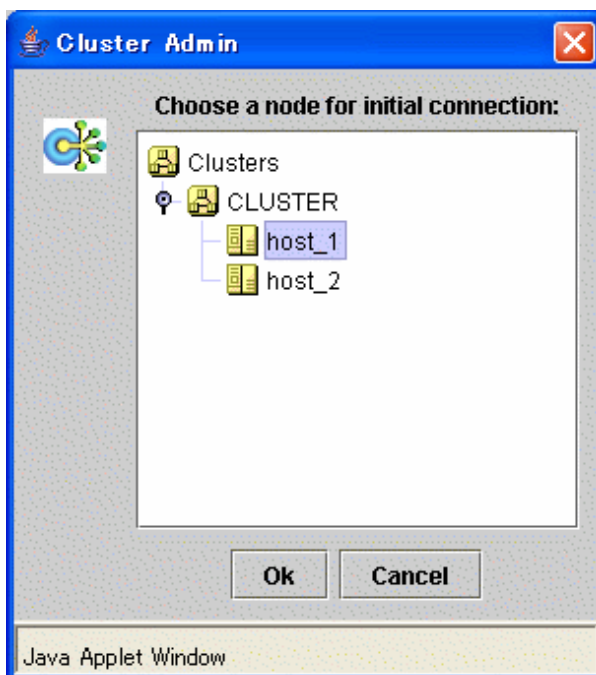 Cluster Admin
Choose a node for initial connection:
Clusters
CLUSTER
host_1
host_2
Ok
Cancel
Java Applet Window